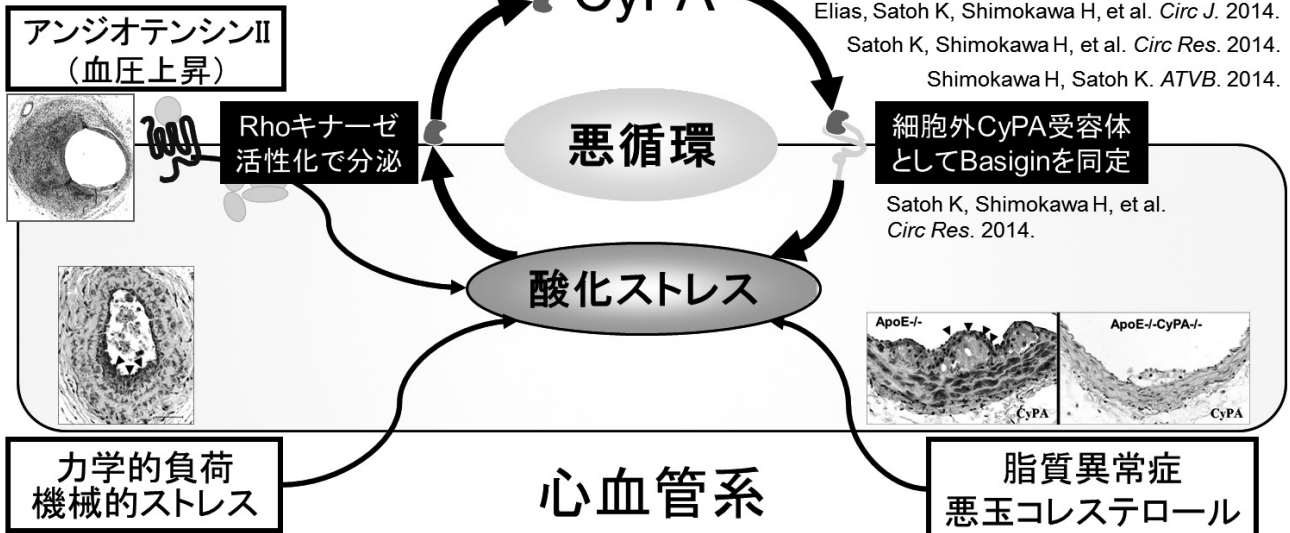 CyPA
Elias, Satoh K, Shimokawa H, et al. Circ J. 2014.
Satoh K, Shimokawa H, et al. Circ Res. 2014.
Shimokawa H, Satoh K. ATVB. 2014.
アンジオテンシンII
（血圧上昇）
Rhoキナーゼ
活性化で分泌
悪循環
細胞外CyPA受容体
としてBasiginを同定
Satoh K, Shimokawa H, et al.
Circ Res. 2014.
酸化ストレス
ApoE-/-
ApoE-/-CyPA-/-
CyPA
CyPA
力学的負荷
機械的ストレス
心血管系
脂質異常症
悪玉コレステロール